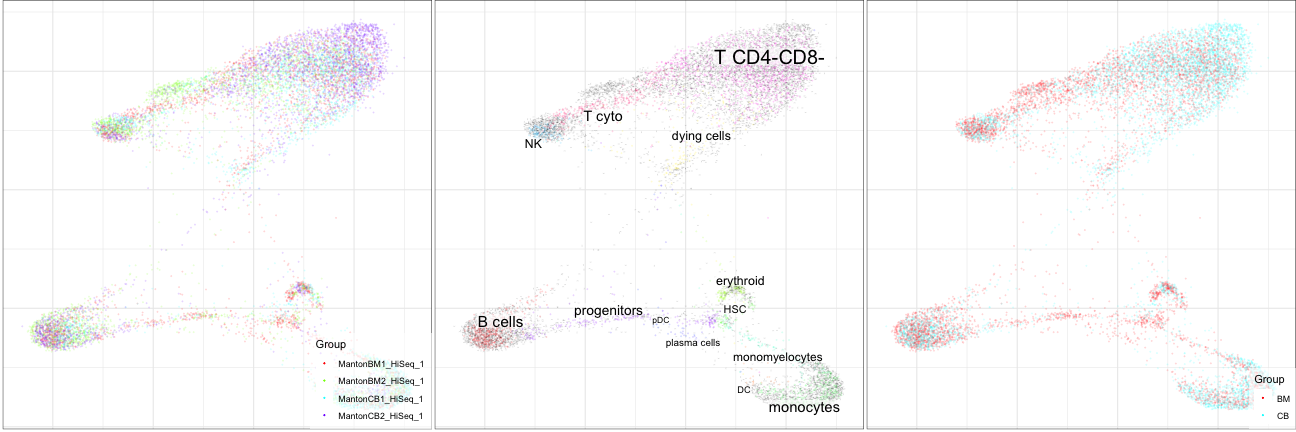 Group
MantonBM1_HiSeq_1
MantonBM2_HiSeq_1
MantonCB1_HiSeq_1
MantonCB2_HiSeq_1
T CD4-CD8-
T cyto
dying cells
NK
erythroid
progenitors
HSC
pDC
B cells
plasma cells
monomyelocytes
DC
monocytes
Group
BM
CB